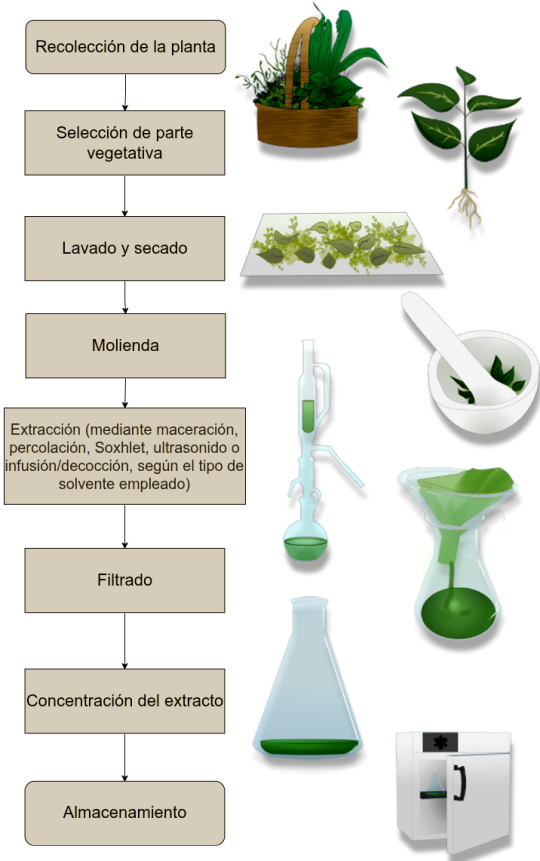 Recolección de la planta
Selección de parte
vegetativa
Lavado y secado
Molienda
Extracción (mediante maceración,
percolación, Soxhlet, ultrasonido o
infusión/decocción, según el tipo de
solvente empleado)
Filtrado
Concentración del extracto
Almacenamiento